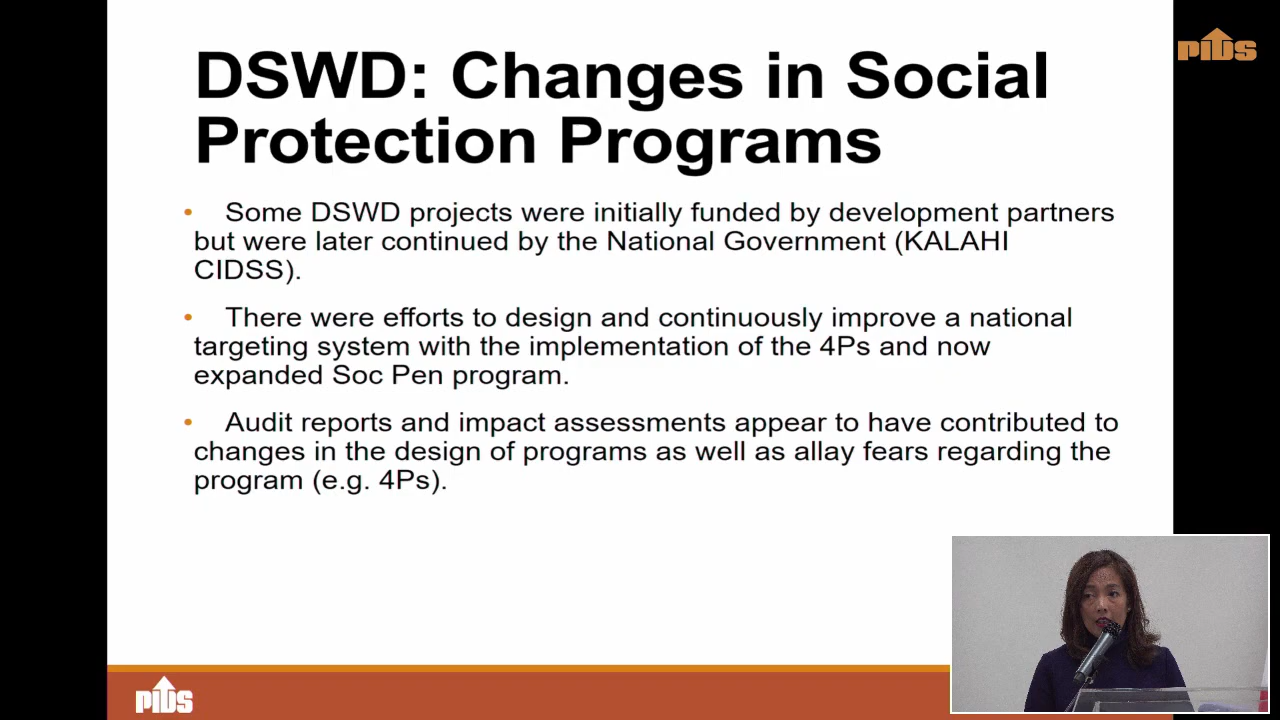 DSWD: Changes in Social
Protection Programs
pids
• Some DSWD projects were initially funded by development partners
but were later continued by the National Government (KALAHI
CIDSS).
• There were efforts to design and continuously improve a national
targeting system with the implementation of the 4Ps and now
expanded Soc Pen program.
• Audit reports and impact assessments appear to have contributed to
changes in the design of programs as well as allay fears regarding the
program (e.g. 4Ps).
pids